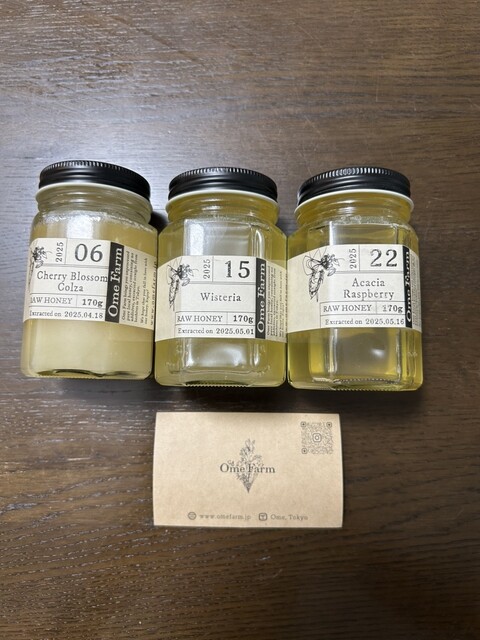 2025
06
Cherry Blossom
Colza
RAW HONEY
170g
Extracted on 2025.04.18
Ome Farm
2025
15
Wisteria
RAW HONEY
170g
Extracted on 2025.05.01
Ome Farm
2025
22
Acacia
Raspberry
RAW HONEY
170g
Extracted on 2025.05.16
Ome Farm
Ome Farm
www.omefarm.jp
Ome, Tokyo